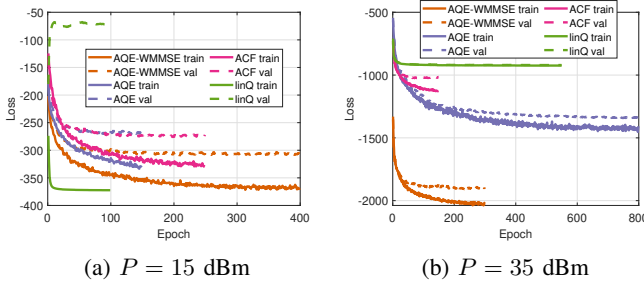 -50
-100
-150
-200
-250
-300
-350
-400
0
100
200
300
400
Loss
Epoch
AQE-WMMSE train
AQE-WMMSE val
AQE train
AQE val
ACF train
ACF val
linQ train
linQ val
(a) P = 15 dBm
-500
-1000
-1500
-2000
0
200
400
600
800
Loss
Epoch
AQE-WMMSE train
AQE-WMMSE val
AQE train
AQE val
ACF train
ACF val
linQ train
linQ val
(b) P = 35 dBm